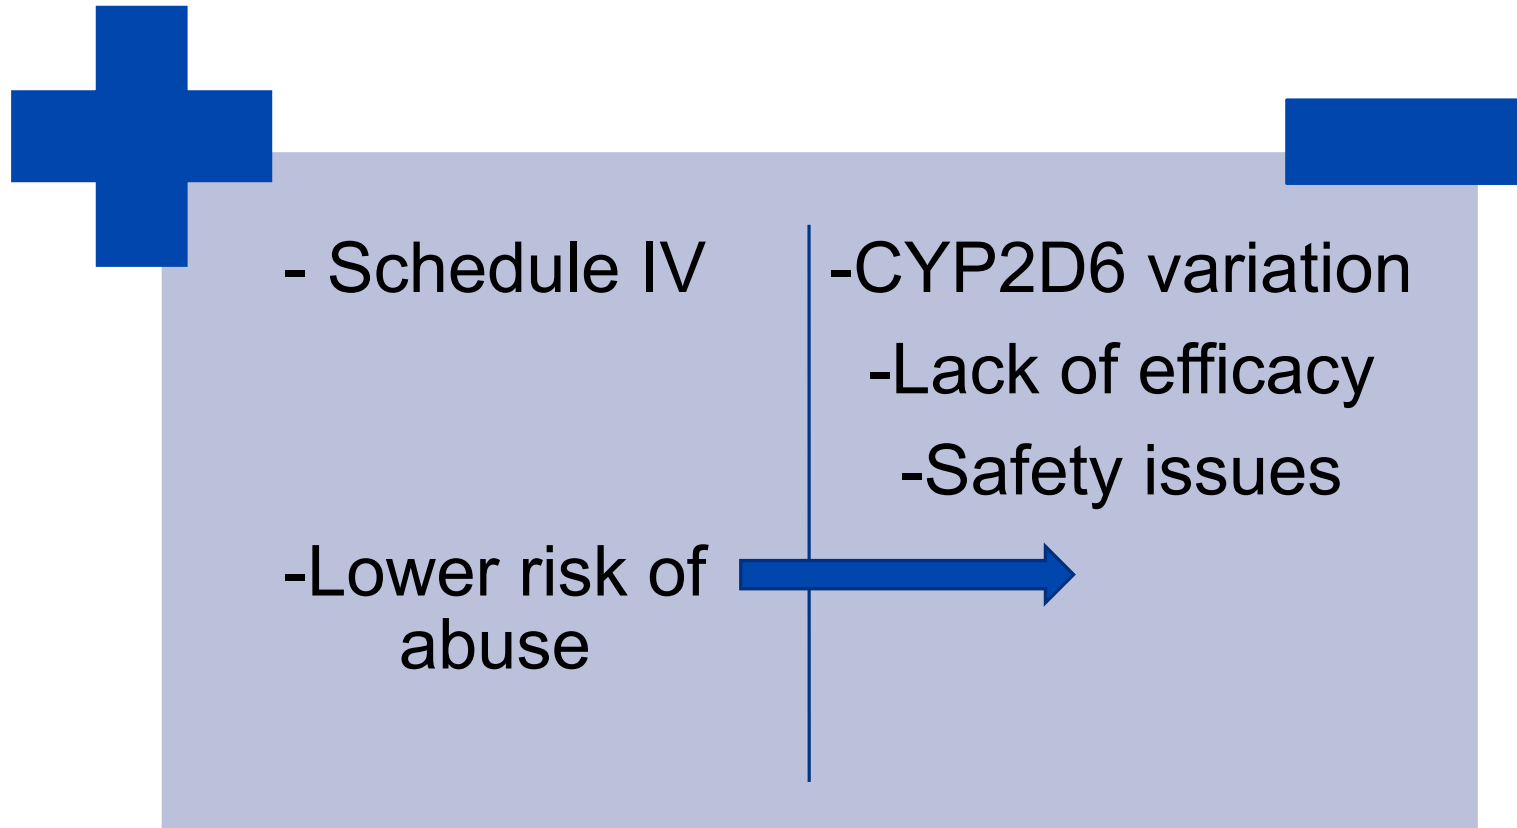 - Schedule IV
-Lower risk of
abuse
-CYP2D6 variation
-Lack of efficacy
-Safety issues